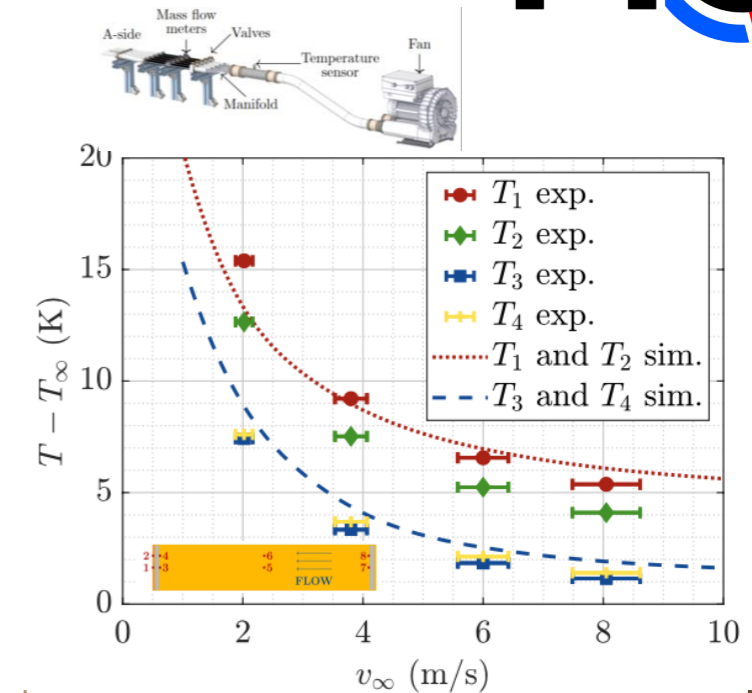 A-side
Mass flow
meters
Valves
Temperature
sensor
Fan
Manifold
20
15
10
5
0
T − T∞ (K)
T₁ exp.
T₂ exp.
T₃ exp.
T₄ exp.
T₁ and T₂ sim.
T₃ and T₄ sim.
2 4 6 8
1 3 5 7
FLOW
0 2 4 6 8 10
v∞ (m/s)